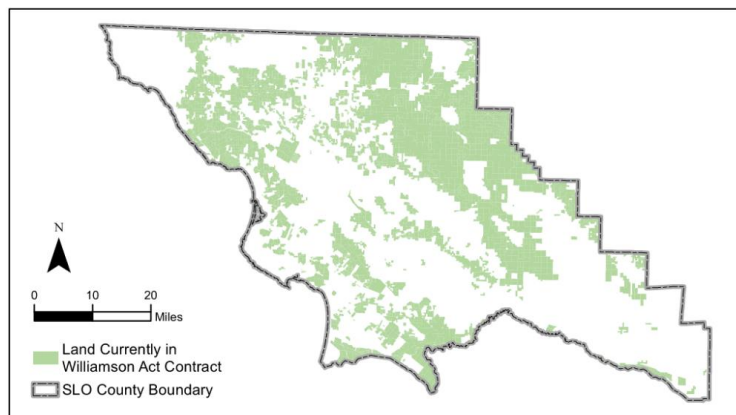 N
0 10 20
Miles
Land Currently in
Williamson Act Contract
SLO County Boundary